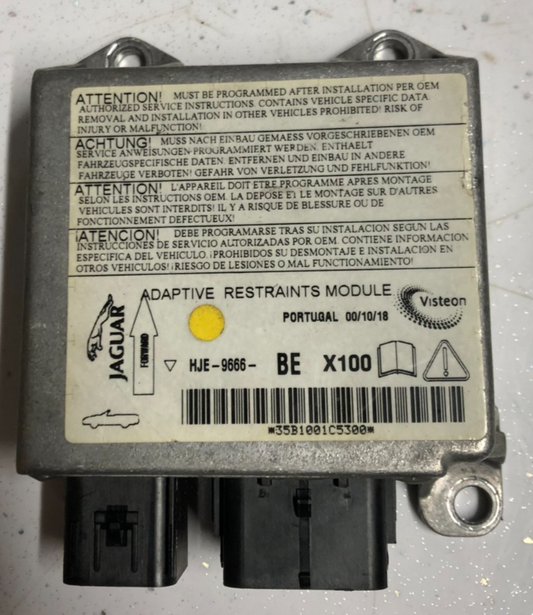 ATTENTION! MUST BE PROGRAMMED AFTER INSTALLATION PER OEM
AUTHORIZED SERVICE INSTRUCTIONS. CONTAINS VEHICLE SPECIFIC DATA.
REMOVAL AND INSTALLATION IN OTHER VEHICLES PROHIBITED! RISK OF
INJURY OR MALFUNCTION!
ACHTUNG! MUSS NACH EINBAU GEMAESS VORGESCHRIEBENEN OEM
SERVICE ANWEISUNGEN PROGRAMMIERT WERDEN. ENTHAELT
FAHRZEUGSPEZIFISCHE DATEN. ENTFERNEN UND EINBAU IN ANDERE
FAHRZEUGE VERBOTEN! GEFAHR VON VERLETZUNG UND FEHLFUNKTION!
ATTENTION! L'APPAREIL DOIT ETRE PROGRAMME APRES MONTAGE
SELON LES INSTRUCTIONS OEM. LA DEPOSE ET LE MONTAGE SUR D'AUTRES
VEHICULES SONT INTERDITS! IL Y A RISQUE DE BLESSURE OU DE
FONCTIONNEMENT DEFECTUEUX!
¡ATENCION! DEBE PROGRAMARSE TRAS SU INSTALACION SEGUN LAS
INSTRUCCIONES DE SERVICIO AUTORIZADAS POR OEM. CONTIENE INFORMACION
ESPECIFICA DEL VEHICULO. ¡PROHIBIDOS SU DESMONTAJE E INSTALACION EN
OTROS VEHICULOS! ¡RIESGO DE LESIONES O MAL FUNCIONAMIENTO!
ADAPTIVE RESTRAINTS MODULE
Visteon
PORTUGAL 00/10/18
JAGUAR
FORWARD
HJE-9666- BE X100
*35B1001C5300*